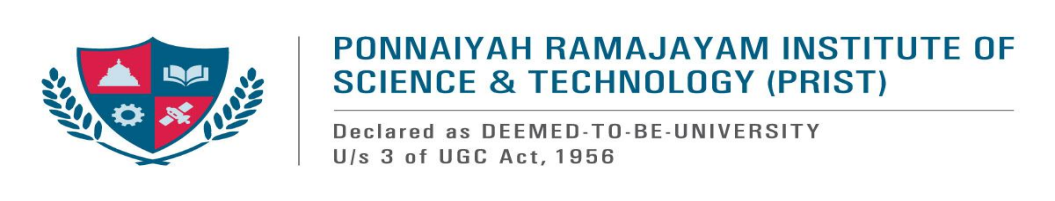 PONNAIYAH RAMAJAYAM INSTITUTE OF
SCIENCE & TECHNOLOGY (PRIST)
Declared as DEEMED-TO-BE-UNIVERSITY
U/s 3 of UGC Act, 1956